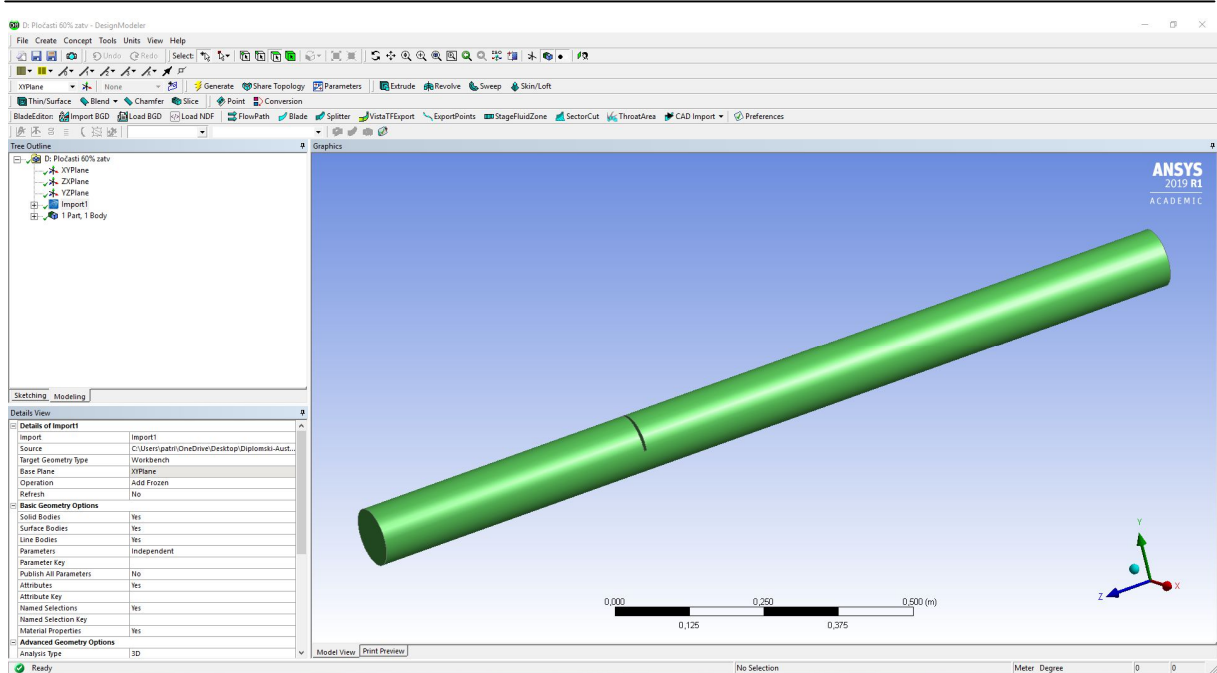 D: Pločasti 60% zatv - DesignModeler
File Create Concept Tools Units View Help
Undo Redo Select:
XYPlane None Generate Share Topology Parameters Extrude Revolve Sweep Skin/Loft
Thin/Surface Blend Chamfer Slice Point Conversion
BladeEditor: Import BGD Load BGD Load NDF FlowPath Blade Splitter VistaTFExport ExportPoints StageFluidZone SectorCut ThroatArea CAD Import Preferences
Tree Outline
D: Pločasti 60% zatv
XYPlane
ZXPlane
YZPlane
Import1
1 Part, 1 Body
Sketching Modeling
Details View
Details of Import1
Import Import1
Source C:\Users\patri\OneDrive\Desktop\Diplomski-Aust...
Target Geometry Type Workbench
Base Plane XYPlane
Operation Add Frozen
Refresh No
Basic Geometry Options
Solid Bodies Yes
Surface Bodies Yes
Line Bodies Yes
Parameters Independent
Parameter Key
Publish All Parameters No
Attributes Yes
Attribute Key
Named Selections Yes
Named Selection Key
Material Properties Yes
Advanced Geometry Options
Analysis Type 3D
Graphics
ANSYS
2019 R1
ACADEMIC
Y
Z X
0,000 0,250 0,500 (m)
0,125 0,375
Model View Print Preview
Ready No Selection Meter Degree 0 0